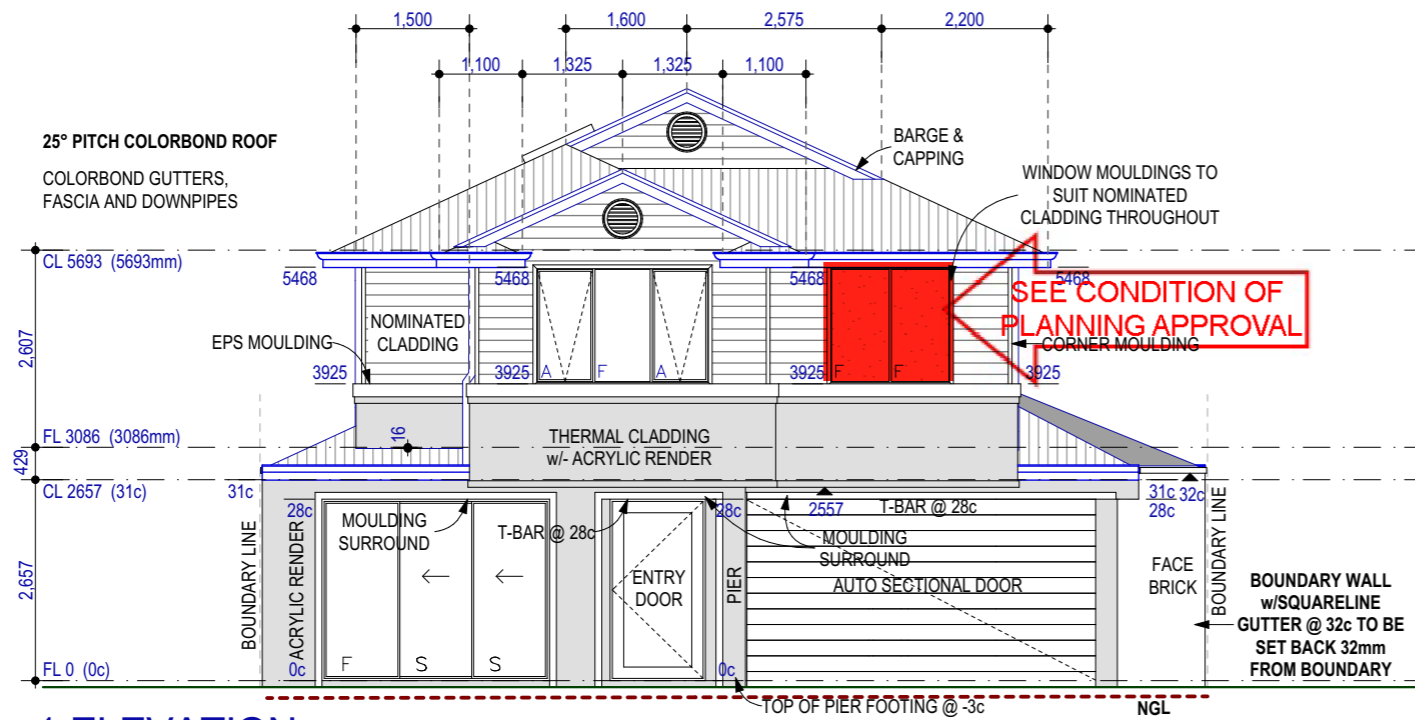 1,500
1,600
2,575
2,200
1,100
1,325
1,325
1,100
25° PITCH COLORBOND ROOF
COLORBOND GUTTERS,
FASCIA AND DOWNPIPES
BARGE &
CAPPING
WINDOW MOULDINGS TO
SUIT NOMINATED
CLADDING THROUGHOUT
CL 5693 (5693mm)
5468
5468
5468
5468
SEE CONDITION OF
PLANNING APPROVAL
NOMINATED
CLADDING
EPS MOULDING
CORNER MOULDING
2,607
3925
3925
3925
3925
A
F
A
F
F
FL 3086 (3086mm)
16
THERMAL CLADDING
w/- ACRYLIC RENDER
429
CL 2657 (31c)
31c
31c
28c
32c
28c
28c
2557
T-BAR @ 28c
MOULDING
SURROUND
T-BAR @ 28c
MOULDING
SURROUND
BOUNDARY LINE
ACRYLIC RENDER
ENTRY
DOOR
PIER
AUTO SECTIONAL DOOR
FACE
BRICK
BOUNDARY LINE
BOUNDARY WALL
w/SQUARELINE
GUTTER @ 32c TO BE
SET BACK 32mm
FROM BOUNDARY
2,657
F
S
S
FL 0 (0c)
0c
0c
TOP OF PIER FOOTING @ -3c
NGL
1 ELEVATION